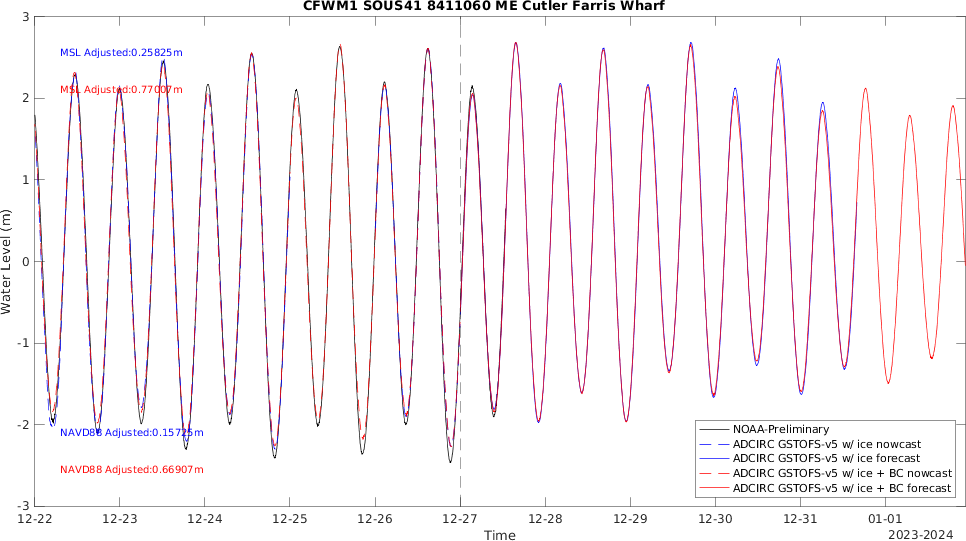 CFWM1 SOUS41 8411060 ME Cutler Farris Wharf
3
2
1
0
-1
-2
-3
Water Level (m)
MSL Adjusted:0.25825m
MSL Adjusted:0.77007m
NAVD88 Adjusted:0.15725m
NAVD88 Adjusted:0.66907m
NOAA-Preliminary
ADCIRC GSTOFS-v5 w/ ice nowcast
ADCIRC GSTOFS-v5 w/ ice forecast
ADCIRC GSTOFS-v5 w/ ice + BC nowcast
ADCIRC GSTOFS-v5 w/ ice + BC forecast
12-22 12-23 12-24 12-25 12-26 12-27 12-28 12-29 12-30 12-31 01-01
Time
2023-2024